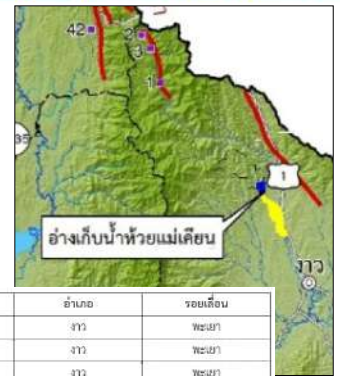 42
2
3
1
35
1
อ่างเก็บน้ำห้วยแม่เคียน
งาว
อำเภอ รอยเลื่อน
งาว พะเยา
งาว พะเยา
งาว พะเยา